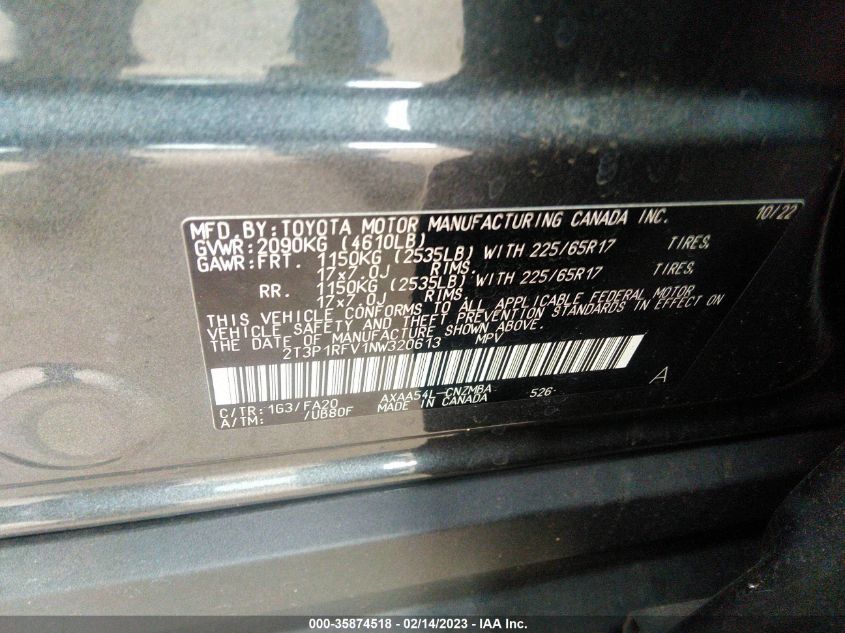 MFD. BY: TOYOTA MOTOR MANUFACTURING CANADA INC. 10/22
GVWR: 2090KG (4610LB)
GAWR: FRT. 1150KG (2535LB) WITH 225/65R17 TIRES,
17x7.0J RIMS.
RR. 1150KG (2535LB) WITH 225/65R17 TIRES,
17x7.0J RIMS.
THIS VEHICLE CONFORMS TO ALL APPLICABLE FEDERAL MOTOR
VEHICLE SAFETY AND THEFT PREVENTION STANDARDS IN EFFECT ON
THE DATE OF MANUFACTURE SHOWN ABOVE.
2T3P1RFV1NW320613 MPV
A
C/TR: 1G3/FA20 AXAA54L-CNZMBA 526
A/TM: /UB80F MADE IN CANADA
000-35874518 - 02/14/2023 - IAA Inc.